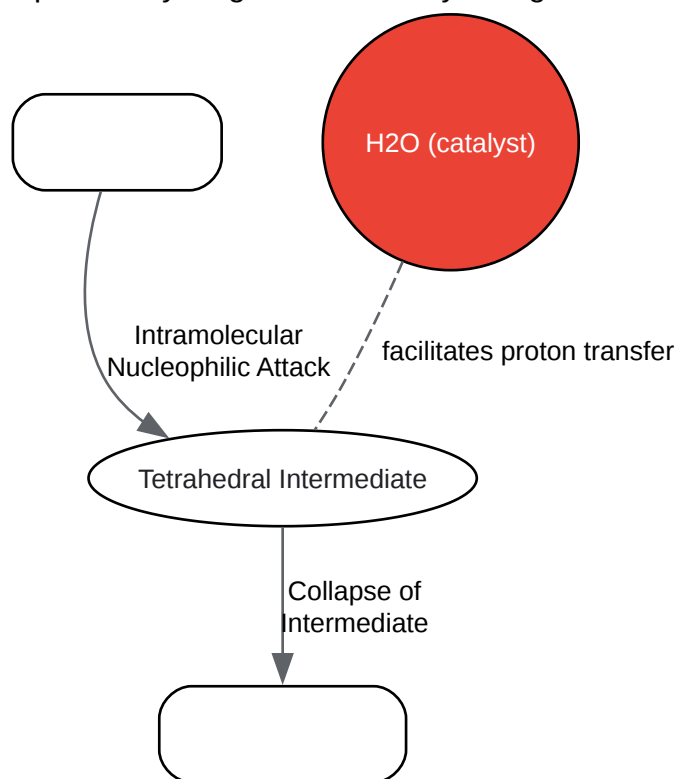 H2O (catalyst)
Intramolecular
Nucleophilic Attack
facilitates proton transfer
Tetrahedral Intermediate
Collapse of
Intermediate